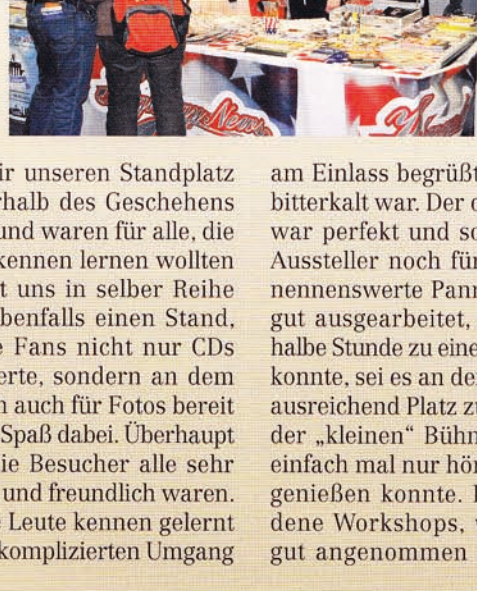 News
ir unseren Standplatz
rhalb des Geschehens
und waren für alle, die
kennen lernen wollten
t uns in selber Reihe
benfalls einen Stand,
e Fans nicht nur CDs
erte, sondern an dem
n auch für Fotos bereit
Spaß dabei. Überhaupt
ie Besucher alle sehr
und freundlich waren.
e Leute kennen gelernt
komplizierten Umgang
am Einlass begrüßt
bitterkalt war. Der
war perfekt und so
Aussteller noch für
nennenswerte Pann
gut ausgearbeitet,
halbe Stunde zu eine
konnte, sei es an de
ausreichend Platz z
der „kleinen“ Bühn
einfach mal nur hör
genießen konnte.
dene Workshops,
gut angenommen